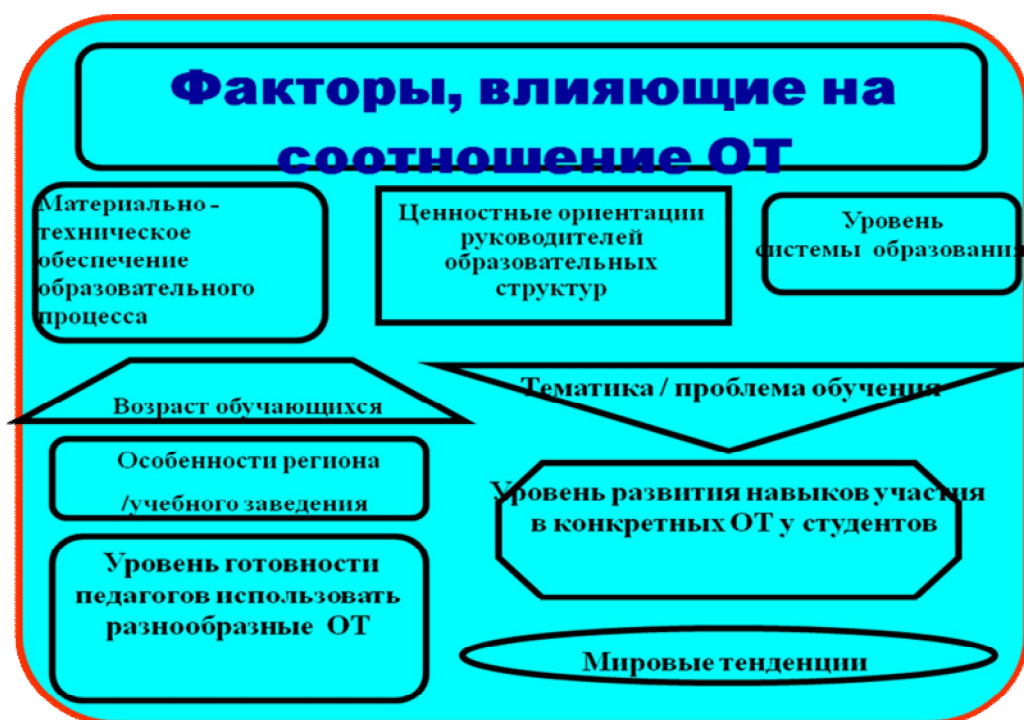 Факторы, влияющие на
соотношение ОТ
Материально -
техническое
обеспечение
образовательного
процесса
Ценностные ориентации
руководителей
образовательных
структур
Уровень
системы образования
Возраст обучающихся
Тематика / проблема обучения
Особенности региона
/учебного заведения
Уровень развития навыков участия
в конкретных ОТ у студентов
Уровень готовности
педагогов использовать
разнообразные ОТ
Мировые тенденции